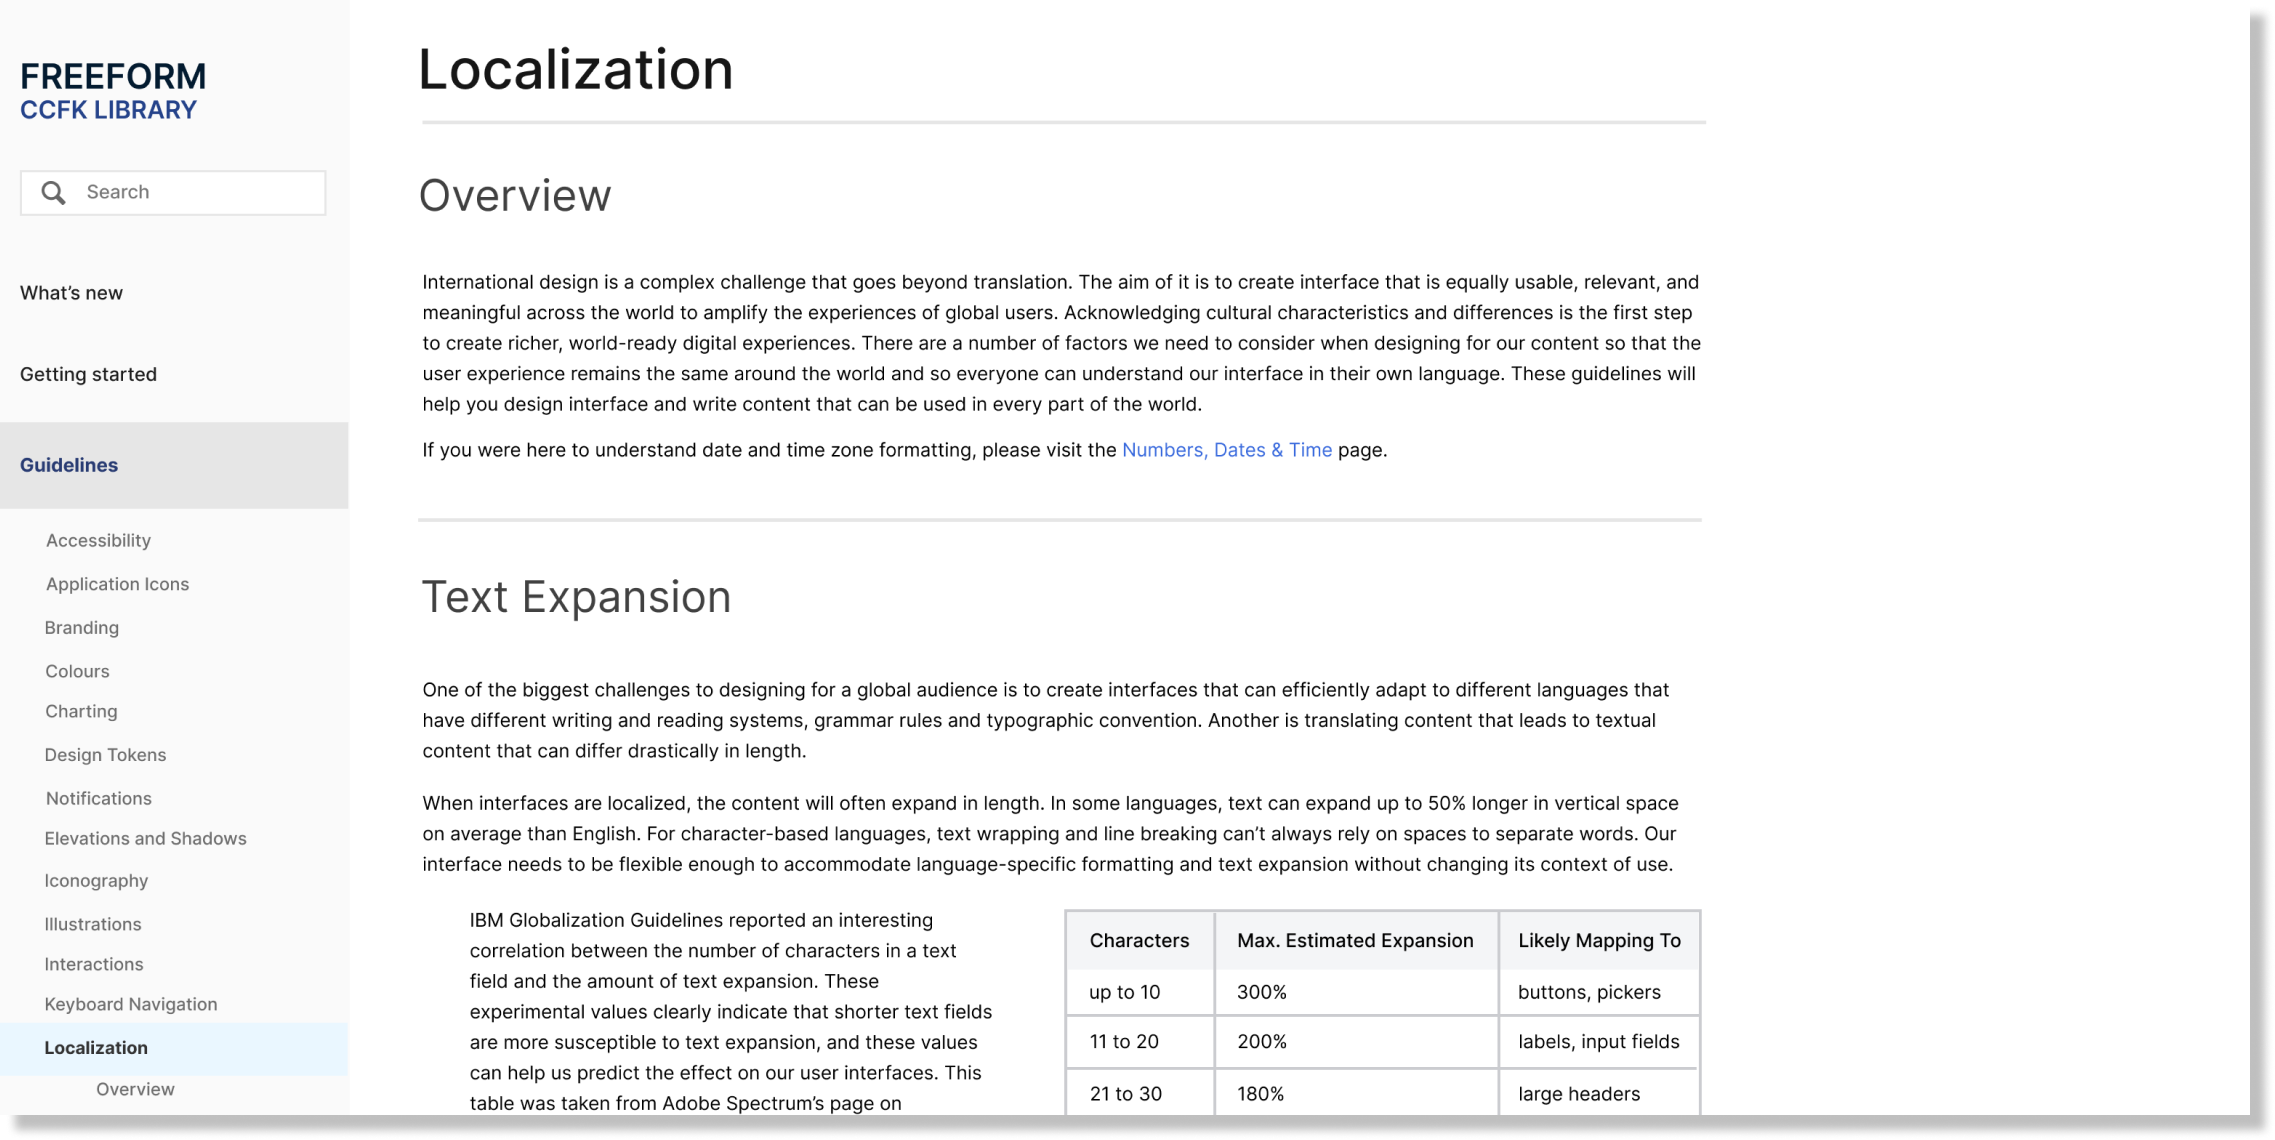 FREEFORM
CCFK LIBRARY
Search
What's new
Getting started
Guidelines
Accessibility
Application Icons
Branding
Colours
Charting
Design Tokens
Notifications
Elevations and Shadows
Iconography
Illustrations
Interactions
Keyboard Navigation
Localization
Overview
Localization
Overview
International design is a complex challenge that goes beyond translation. The aim of it is to create interface that is equally usable, relevant, and
meaningful across the world to amplify the experiences of global users. Acknowledging cultural characteristics and differences is the first step
to create richer, world-ready digital experiences. There are a number of factors we need to consider when designing for our content so that the
user experience remains the same around the world and so everyone can understand our interface in their own language. These guidelines will
help you design interface and write content that can be used in every part of the world.
If you were here to understand date and time zone formatting, please visit the Numbers, Dates & Time page.
Text Expansion
One of the biggest challenges to designing for a global audience is to create interfaces that can efficiently adapt to different languages that
have different writing and reading systems, grammar rules and typographic convention. Another is translating content that leads to textual
content that can differ drastically in length.
When interfaces are localized, the content will often expand in length. In some languages, text can expand up to 50% longer in vertical space
on average than English. For character-based languages, text wrapping and line breaking can't always rely on spaces to separate words. Our
interface needs to be flexible enough to accommodate language-specific formatting and text expansion without changing its context of use.
IBM Globalization Guidelines reported an interesting
correlation between the number of characters in a text
field and the amount of text expansion. These
experimental values clearly indicate that shorter text fields
are more susceptible to text expansion, and these values
can help us predict the effect on our user interfaces. This
table was taken from Adobe Spectrum's page on
Characters Max. Estimated Expansion Likely Mapping To
up to 10 300% buttons, pickers
11 to 20 200% labels, input fields
21 to 30 180% large headers